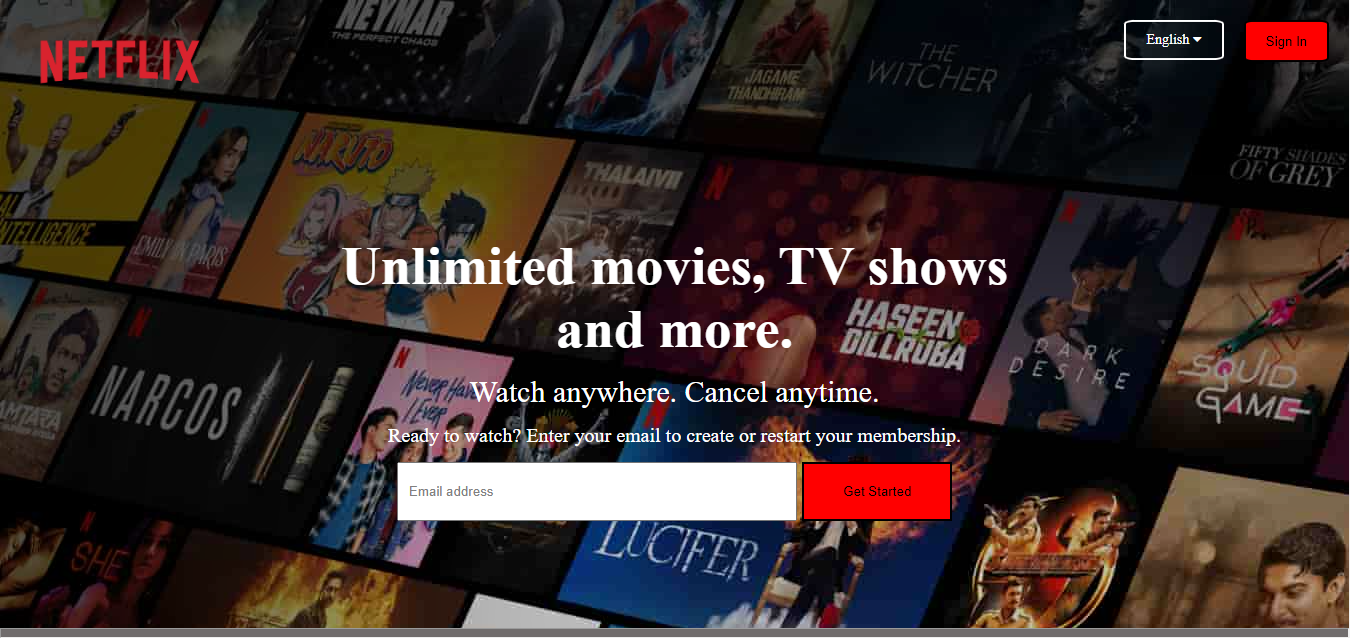 NEYMAR
THE PERFECT CHAOS
NETFLIX
English
Sign In
JAGAME
THANDHIRAM
THE
WITCHER
FIFTY SHADES
OF GREY
NARUTO
THALAIVII
INTELLIGENCE
EMILY IN PARIS
Unlimited movies, TV shows
and more.
HASEEN
DILLRUBA
DARK
DESIRE
SQUID
GAME
NARCOS
Never Have
I Ever
Watch anywhere. Cancel anytime.
Ready to watch? Enter your email to create or restart your membership.
Email address
Get Started
LUCIFER
SHE